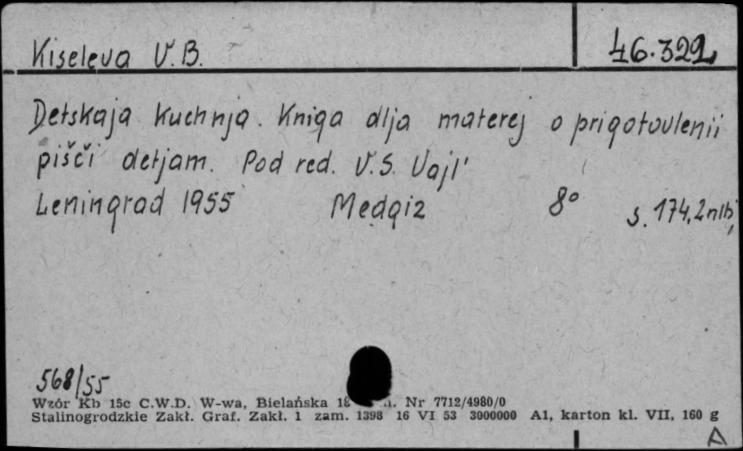 Kiseleva V.B. 46.322
Detskaja kuchnja. Kniga dlja materej o prigotovlenii
pišči detjam. Pod red. V.S. Vajl'
Leningrad 1955 Medgiz 8° s. 174, 2nlb,
568/55
Wzór Kb 15c C.W.D. W-wa, Bielańska 18 Nr 7712/4980/0
Stalinogrodzkie Zakł. Graf. Zakł. 1 zam. 1398 16 VI 53 3000000 A1, karton kl. VII, 160 g
A